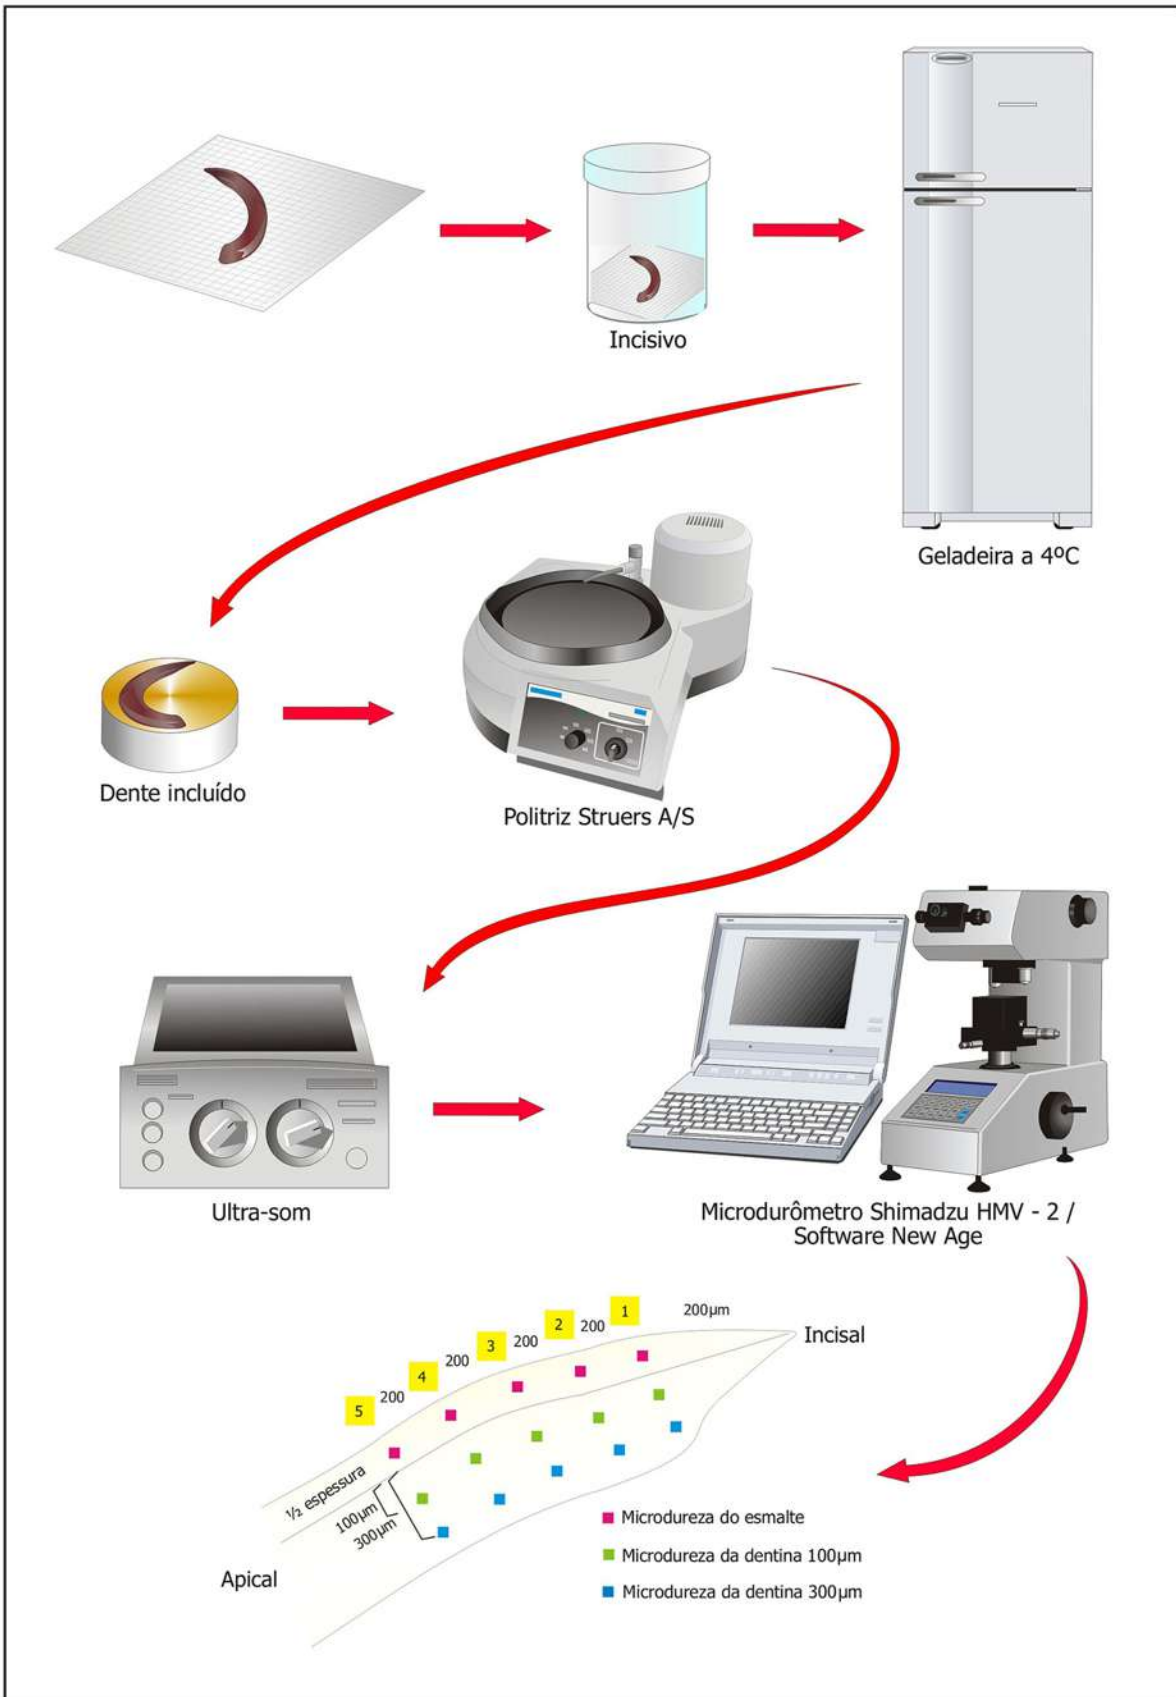 Incisivo
Geladeira a 4ºC
Dente incluído
Politriz Struers A/S
Ultra-som
Microdurômetro Shimadzu HMV - 2 /
Software New Age
1
200µm
2
200
3
200
4
200
5
200
Incisal
½ espessura
100µm
300µm
Apical
Microdureza do esmalte
Microdureza da dentina 100µm
Microdureza da dentina 300µm